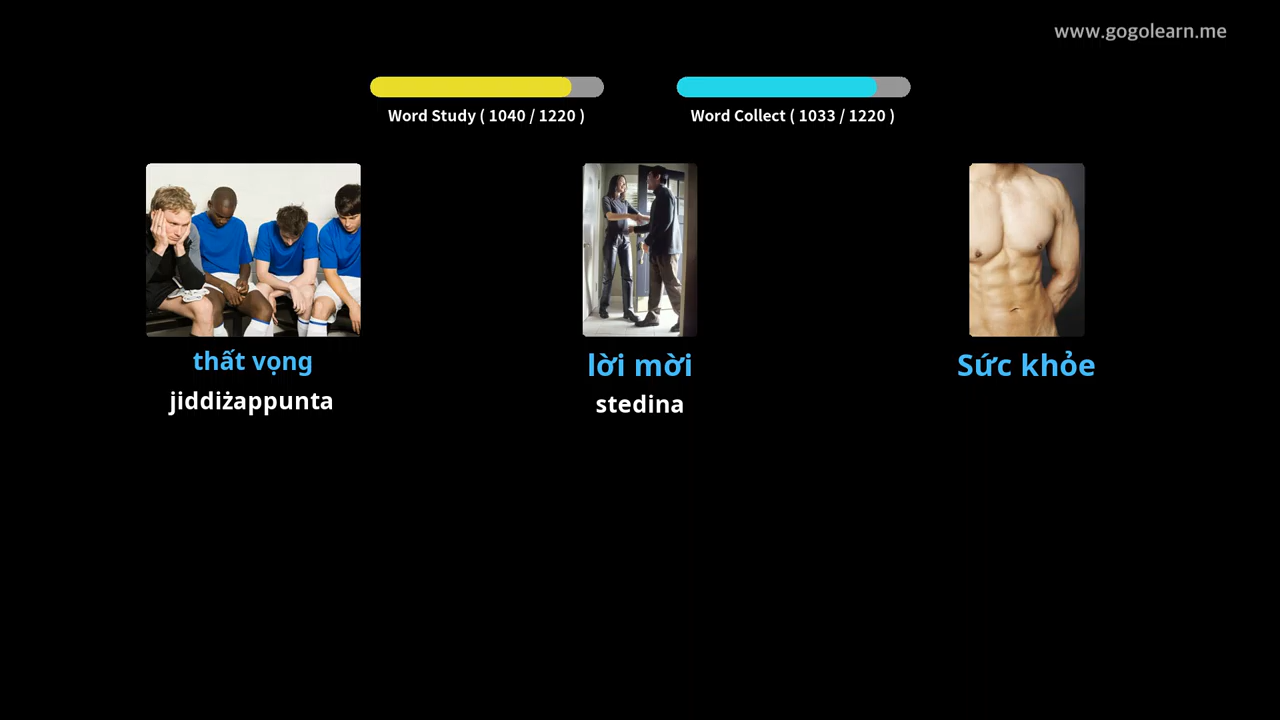 www.gogolearn.me
Word Study ( 1040 / 1220 )
Word Collect ( 1033 / 1220 )
thất vọng
lời mời
Sức khỏe
jiddiżappunta
stedina